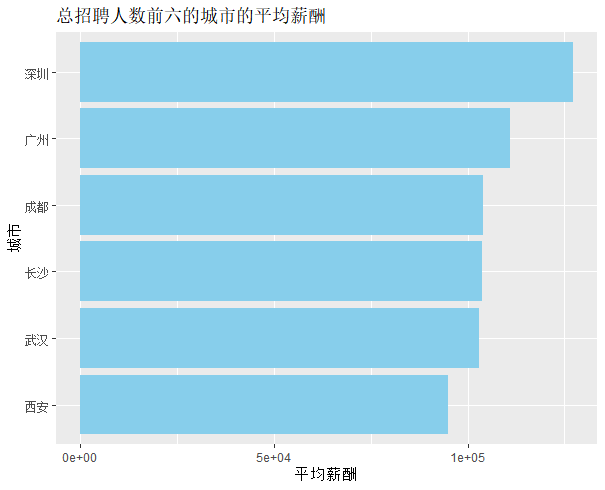 总招聘人数前六的城市的平均薪酬
城市
深圳
广州
成都
长沙
武汉
西安
0e+00
5e+04
1e+05
平均薪酬